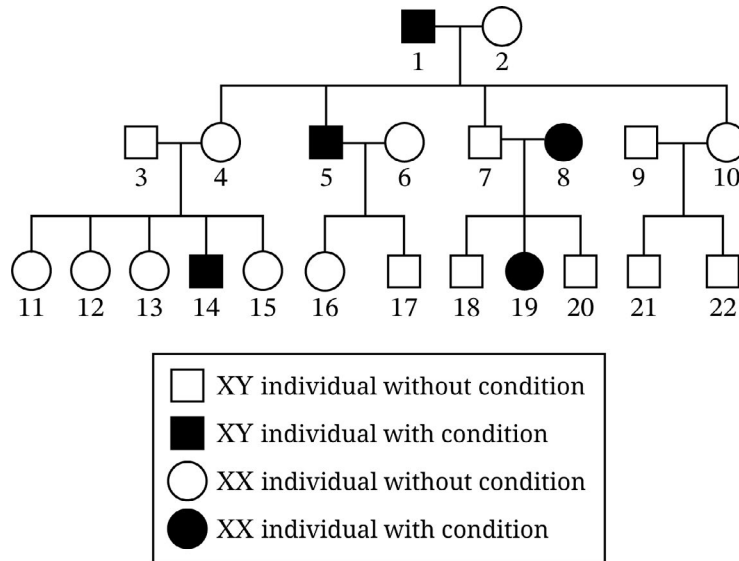 1 2
3 4 5 6 7 8 9 10
11 12 13 14 15 16 17 18 19 20 21 22
XY individual without condition
XY individual with condition
XX individual without condition
XX individual with condition